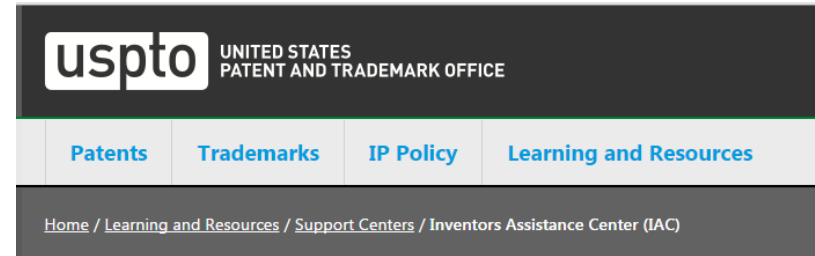 uspto UNITED STATES
PATENT AND TRADEMARK OFFICE
Patents Trademarks IP Policy Learning and Resources
Home / Learning and Resources / Support Centers / Inventors Assistance Center (IAC)